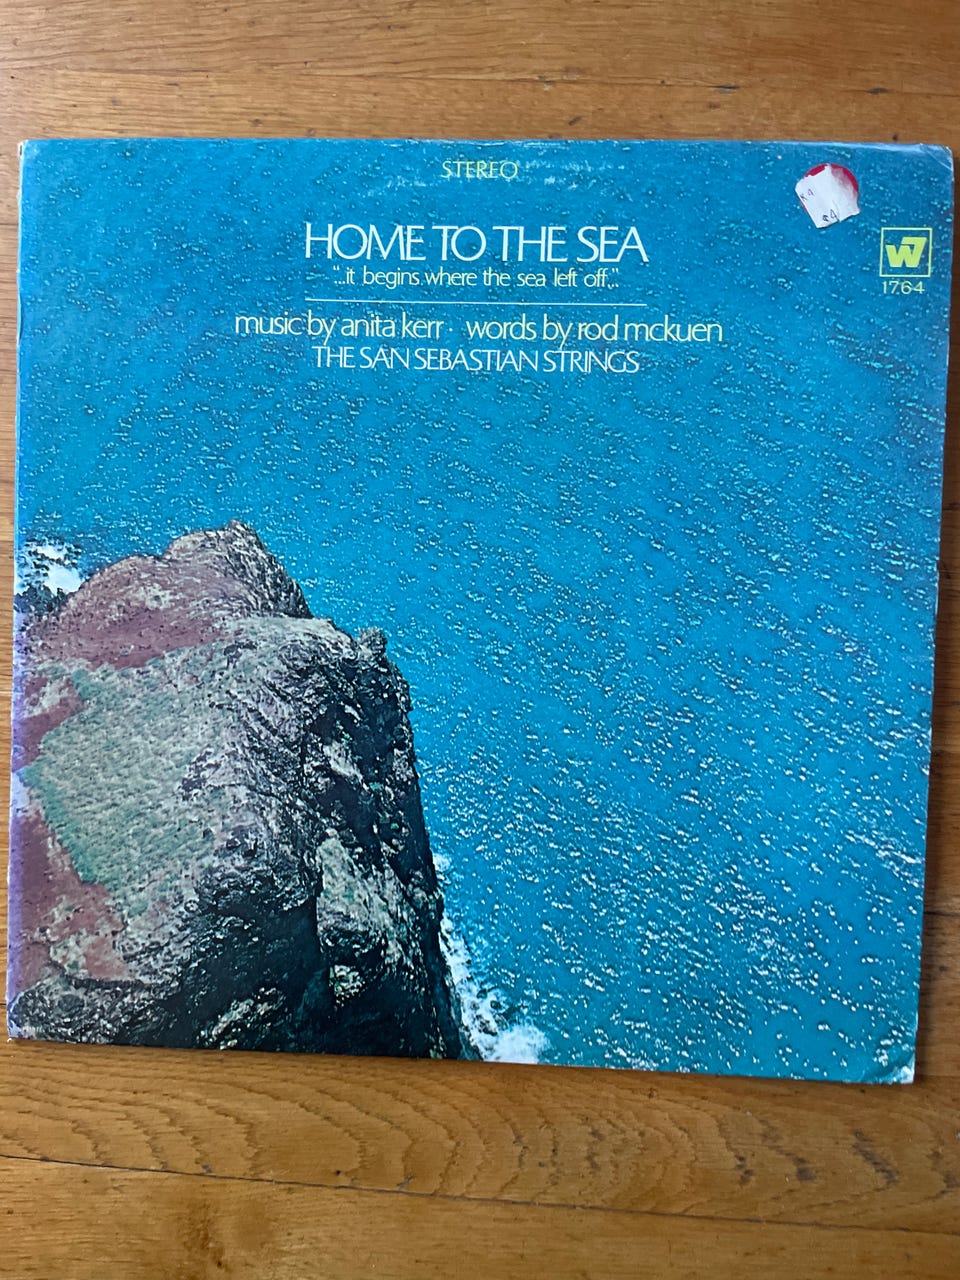 STEREO
HOME TO THE SEA
"...it begins where the sea left off..."
music by anita kerr · words by rod mckuen
THE SAN SEBASTIAN STRINGS
W7
1764